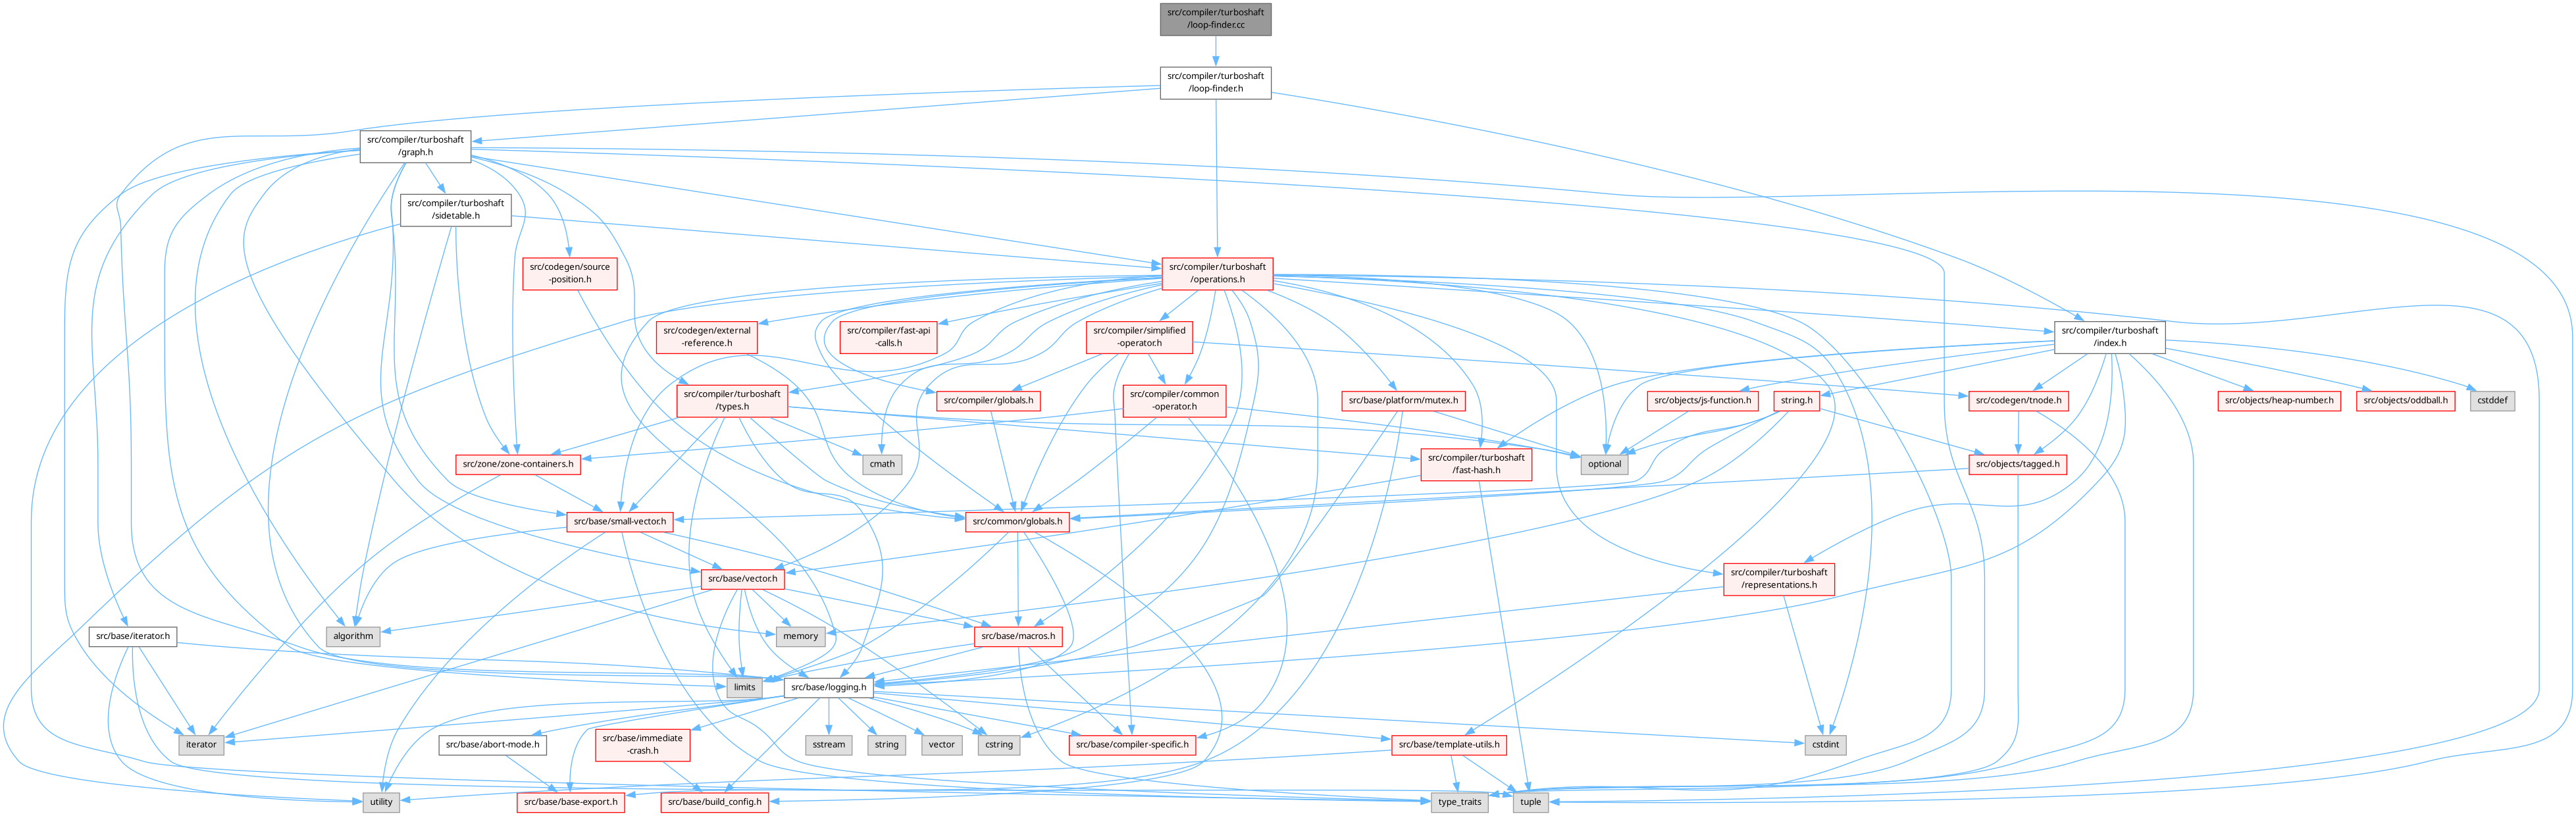 src/compiler/turboshaft
/loop-finder.cc
src/compiler/turboshaft
/loop-finder.h
src/compiler/turboshaft
/graph.h
src/compiler/turboshaft
/sidetable.h
src/codegen/source
-position.h
src/compiler/turboshaft
/operations.h
src/codegen/external
-reference.h
src/compiler/fast-api
-calls.h
src/compiler/simplified
-operator.h
src/compiler/turboshaft
/index.h
src/compiler/turboshaft
/types.h
src/compiler/globals.h
src/compiler/common
-operator.h
src/base/platform/mutex.h
src/objects/js-function.h
string.h
src/codegen/tnode.h
src/objects/heap-number.h
src/objects/oddball.h
cstddef
src/zone/zone-containers.h
cmath
src/compiler/turboshaft
/fast-hash.h
optional
src/objects/tagged.h
src/base/small-vector.h
src/common/globals.h
src/base/vector.h
src/compiler/turboshaft
/representations.h
src/base/iterator.h
algorithm
memory
src/base/macros.h
limits
src/base/logging.h
iterator
src/base/abort-mode.h
src/base/immediate
-crash.h
sstream
string
vector
cstring
src/base/compiler-specific.h
src/base/template-utils.h
cstdint
utility
src/base/base-export.h
src/base/build_config.h
type_traits
tuple